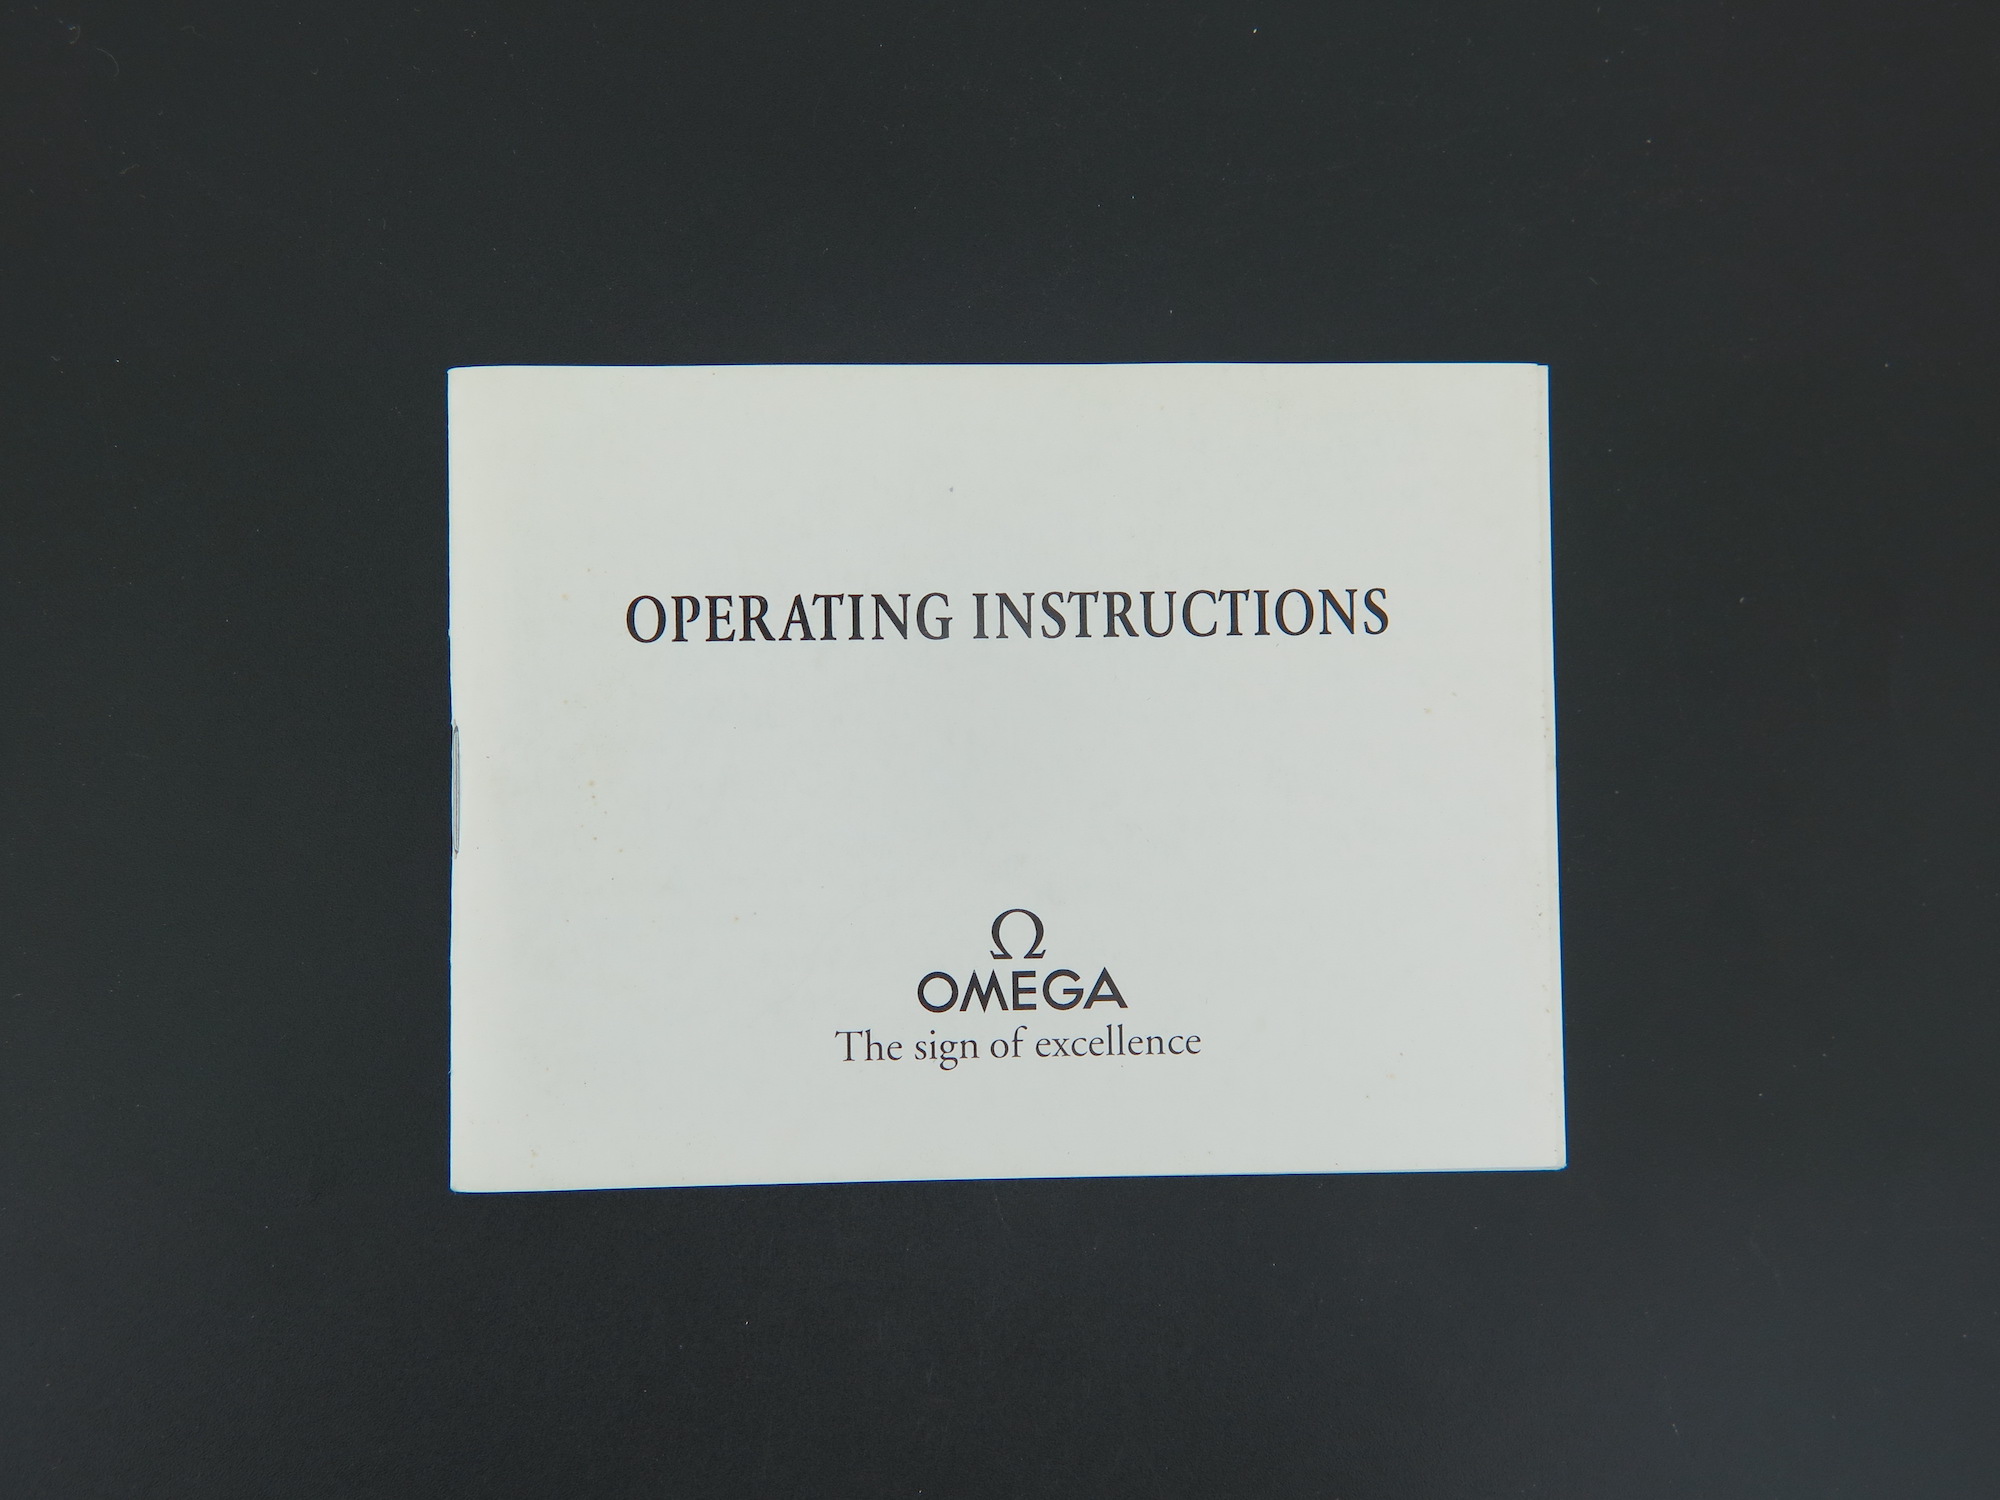 OPERATING INSTRUCTIONS
Ω
OMEGA
The sign of excellence